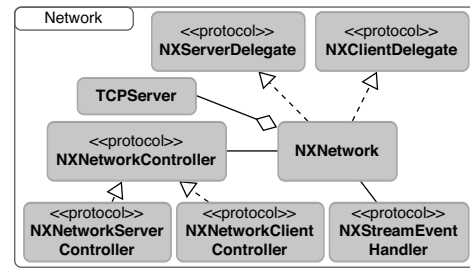 Network
<<protocol>>
NXServerDelegate
<<protocol>>
NXClientDelegate
TCPServer
<<protocol>>
NXNetworkController
NXNetwork
<<protocol>>
NXNetworkServer
Controller
<<protocol>>
NXNetworkClient
Controller
<<protocol>>
NXStreamEvent
Handler